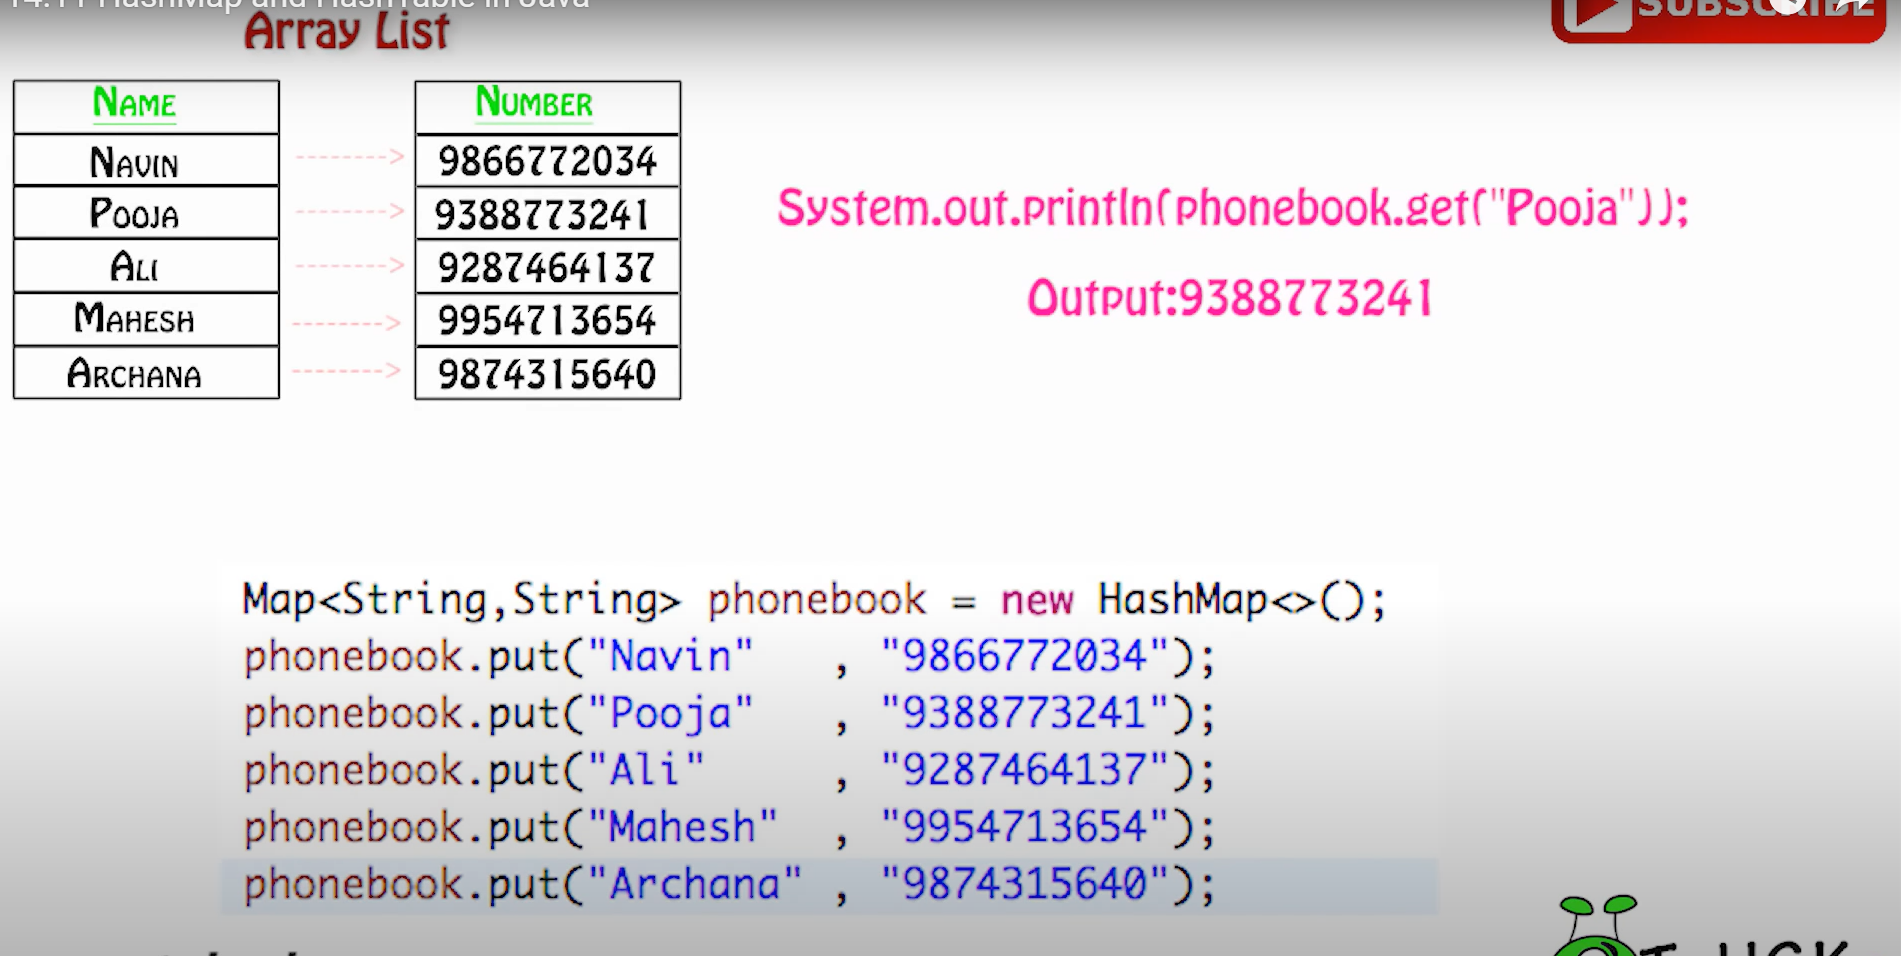 14.11 HashMap and HashTable in Java
SUBSCRIBE
Array List
Name
Number
Navin
--------> 
9866772034
Pooja
-------->
9388773241
Ali
-------->
9287464137
Mahesh
-------->
9954713654
Archana
-------->
9874315640
System.out.println(phonebook.get("Pooja"));
Output:9388773241
Map<String,String> phonebook = new HashMap<>();
phonebook.put("Navin"   , "9866772034");
phonebook.put("Pooja"   , "9388773241");
phonebook.put("Ali"     , "9287464137");
phonebook.put("Mahesh"  , "9954713654");
phonebook.put("Archana" , "9874315640");